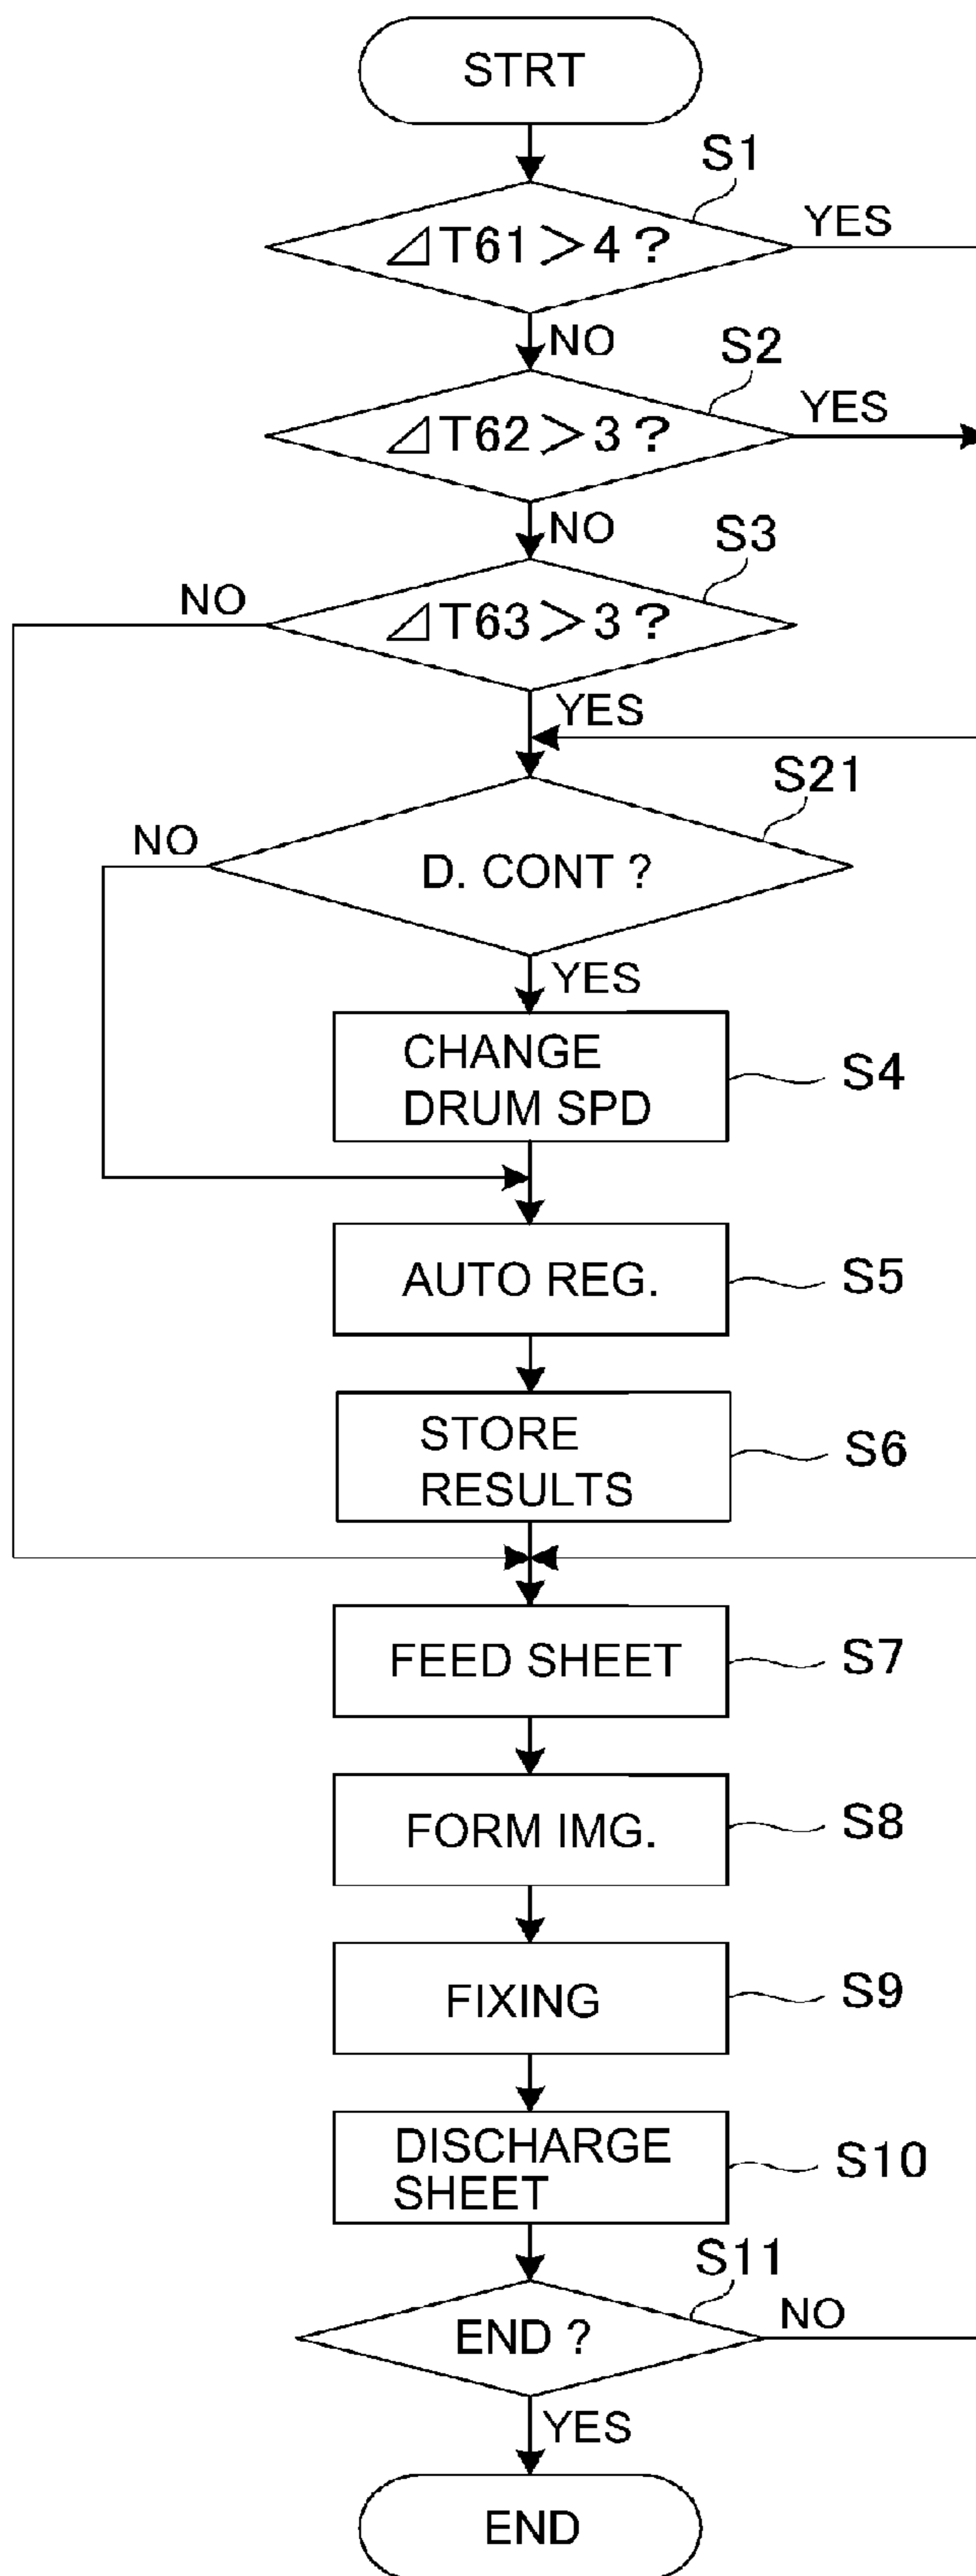 STRT
S1
⊿T61>4?
YES
NO
S2
⊿T62>3?
YES
NO
S3
NO
⊿T63>3?
YES
S21
NO
D. CONT ?
YES
CHANGE
DRUM SPD
S4
AUTO REG.
S5
STORE
RESULTS
S6
FEED SHEET
S7
FORM IMG.
S8
FIXING
S9
DISCHARGE
SHEET
S10
S11
END ?
NO
YES
END